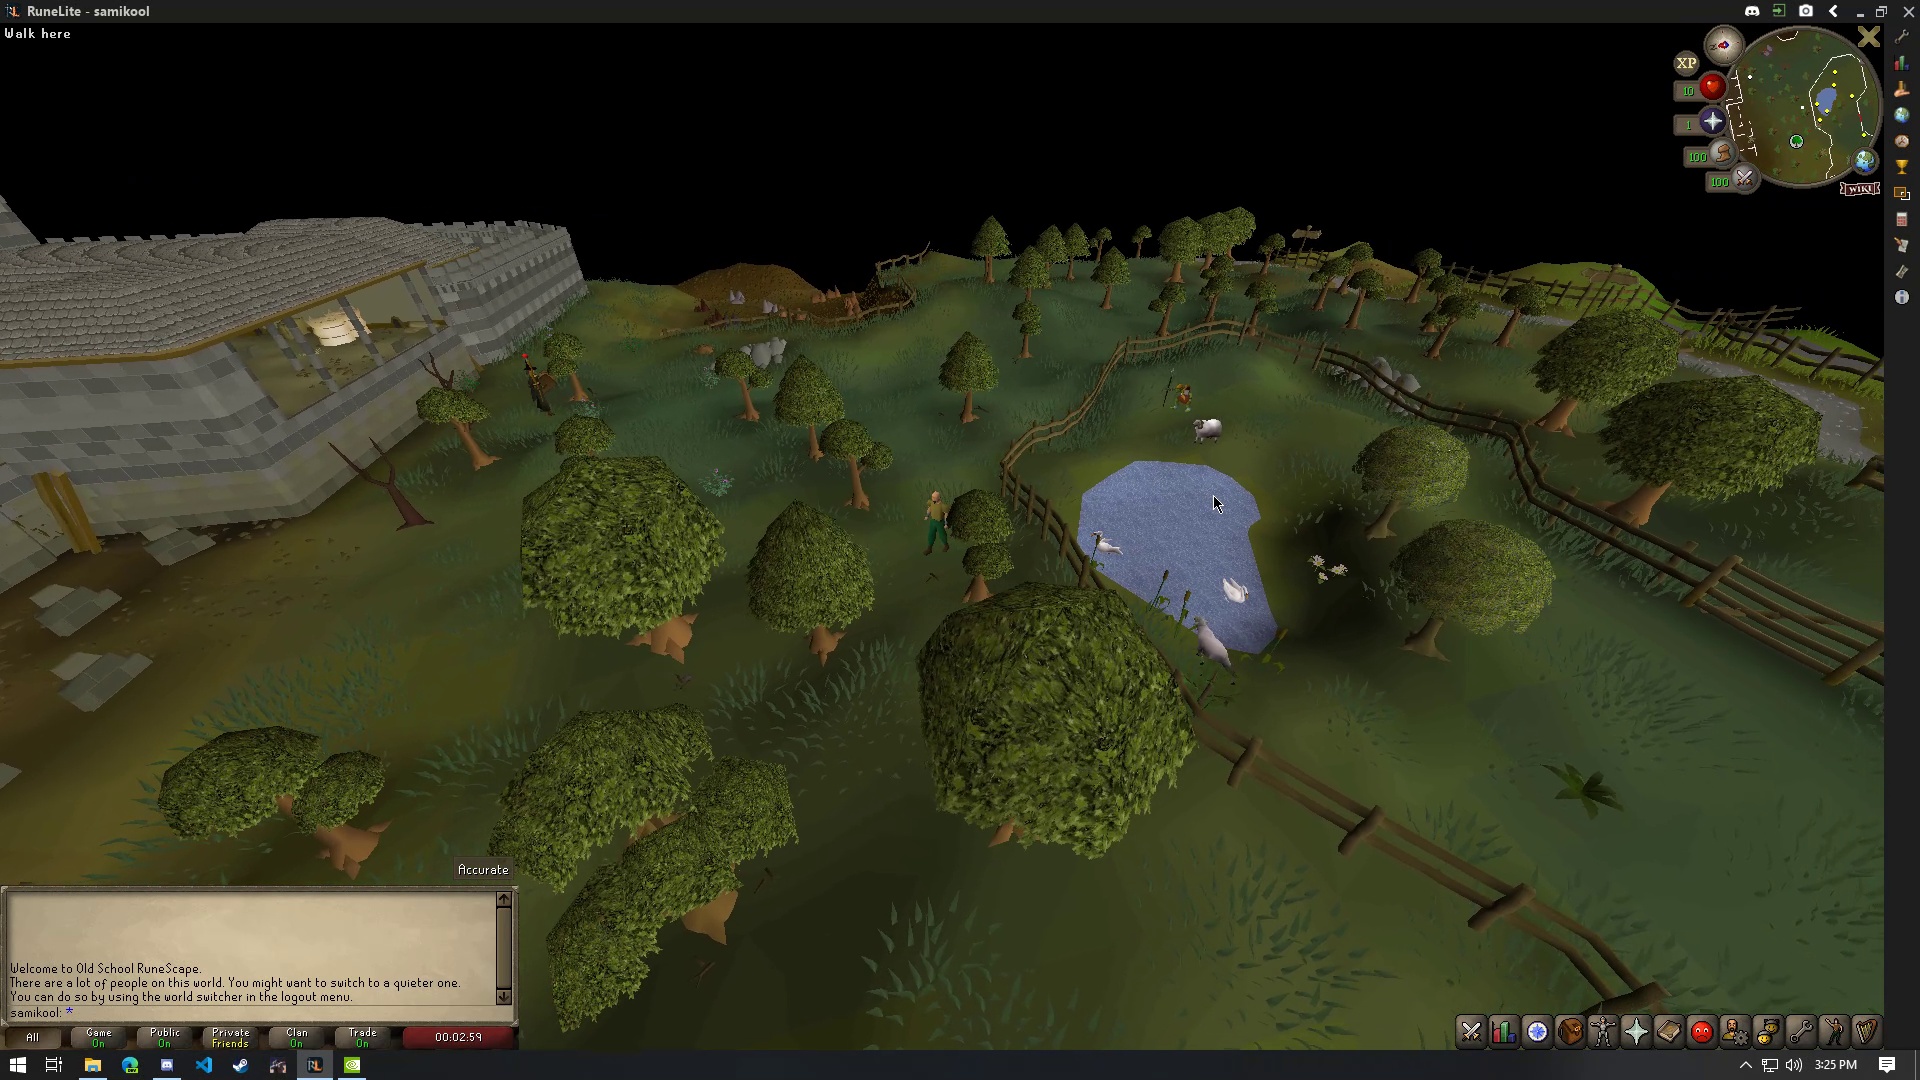 RuneLite - samikool
Walk here
XP
10
1
100
100
WIKI
Accurate
Welcome to Old School RuneScape.
There are a lot of people on this world. You might want to switch to a quieter one.
You can do so by using the world switcher in the logout menu.
samikool: *
All
Game
On
Public
On
Private
Friends
Clan
On
Trade
On
00:02:59
3:25 PM